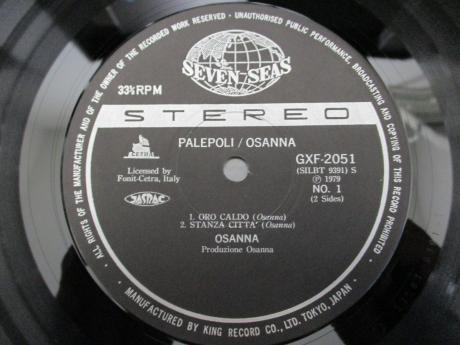 ALL RIGHTS OF THE MANUFACTURER AND OF THE OWNER OF THE RECORDED WORK RESERVED · UNAUTHORISED PUBLIC PERFORMANCE, BROADCASTING AND COPYING OF THIS RECORD PROHIBITED ·
SEVEN SEAS
33⅓RPM
STEREO
PALEPOLI/OSANNA
CETRA
GXF-2051
(SILBT 9391) S
Licensed by
Fonit-Cetra, Italy
Ⓟ 1979
NO. 1
(2 Sides)
JASRAC
1. ORO CALDO (Osanna)
2. STANZA CITTA' (Osanna)
OSANNA
Produzione Osanna
MANUFACTURED BY KING RECORD CO., LTD. TOKYO, JAPAN